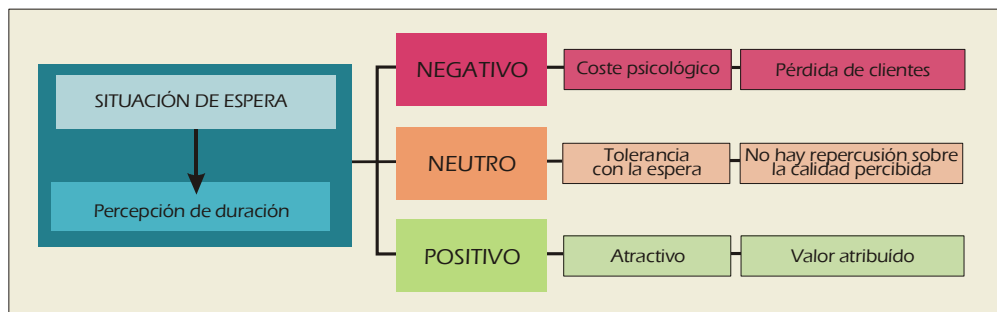 SITUACIÓN DE ESPERA
Percepción de duración
NEGATIVO
Coste psicológico
Pérdida de clientes
NEUTRO
Tolerancia
con la espera
No hay repercusión sobre
la calidad percibida
POSITIVO
Atractivo
Valor atribuído